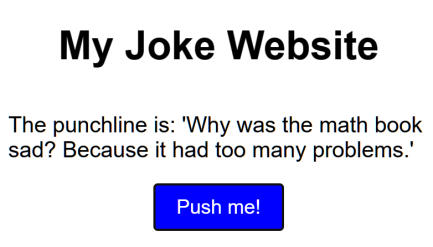 My Joke Website
The punchline is: 'Why was the math book
sad? Because it had too many problems.'
Push me!